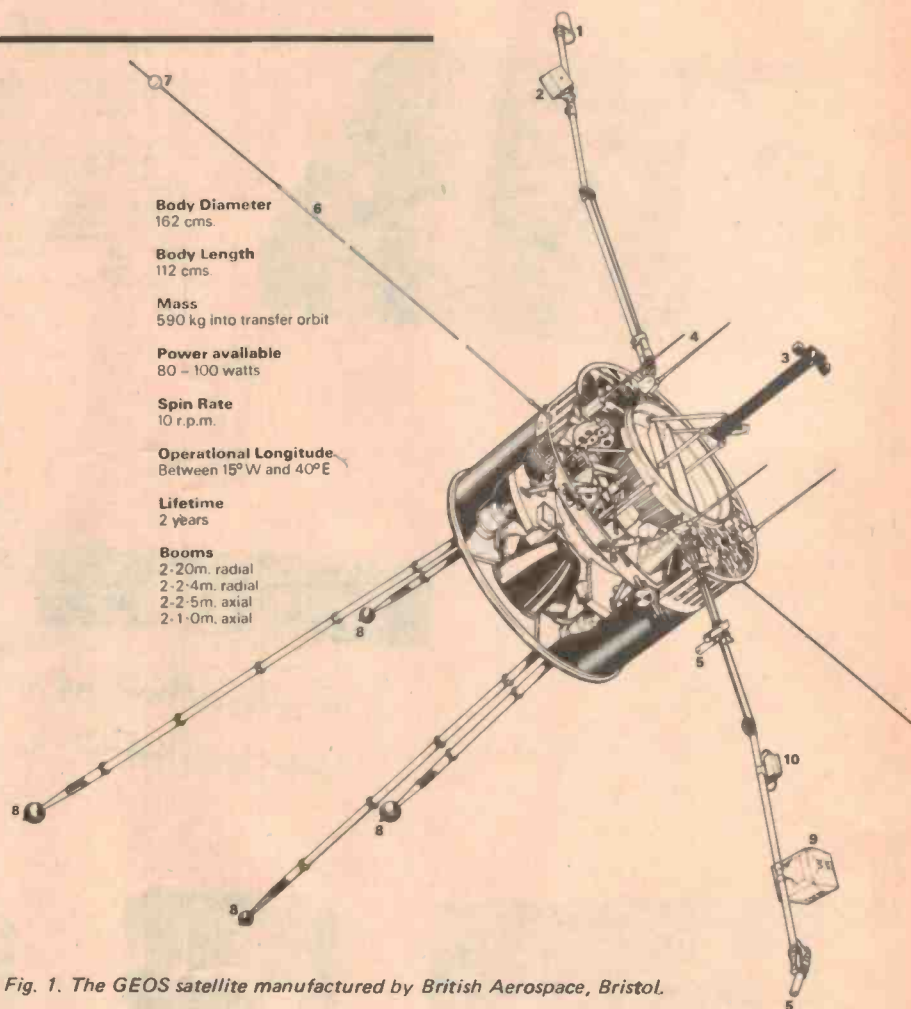 1
2
7
6
Body Diameter
162 cms.
Body Length
112 cms.
Mass
590 kg into transfer orbit
Power available
80 – 100 watts
Spin Rate
10 r.p.m.
Operational Longitude
Between 15° W and 40° E
Lifetime
2 years
Booms
2-20m. radial
2-2·4m. radial
2-2·5m. axial
2-1·0m. axial
4
3
8
5
8
8
10
9
8
5
Fig. 1. The GEOS satellite manufactured by British Aerospace, Bristol.